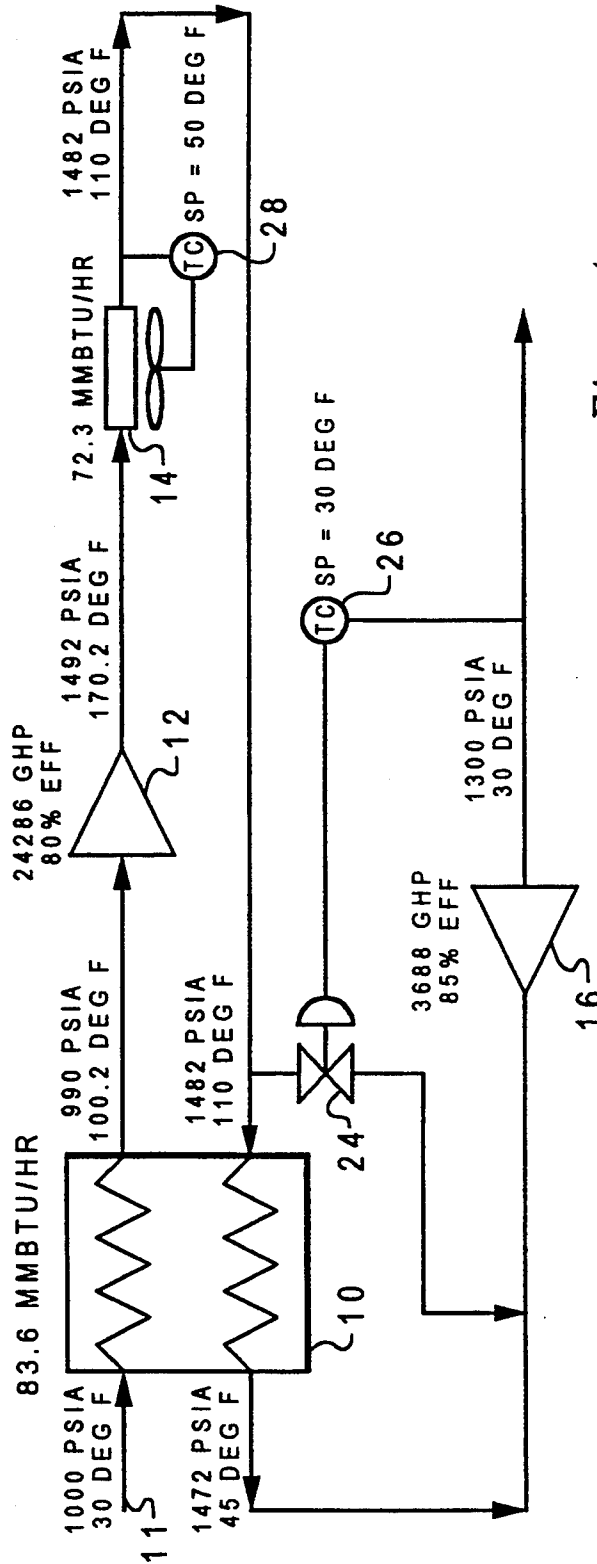 83.6 MMBTU/HR
1000 PSIA
30 DEG F
11
990 PSIA
100.2 DEG F
24286 GHP
80% EFF
12
1492 PSIA
170.2 DEG F
72.3 MMBTU/HR
14
1482 PSIA
110 DEG F
TC
SP = 50 DEG F
28
1482 PSIA
110 DEG F
1472 PSIA
45 DEG F
10
24
TC
SP = 30 DEG F
26
3688 GHP
85% EFF
16
1300 PSIA
30 DEG F